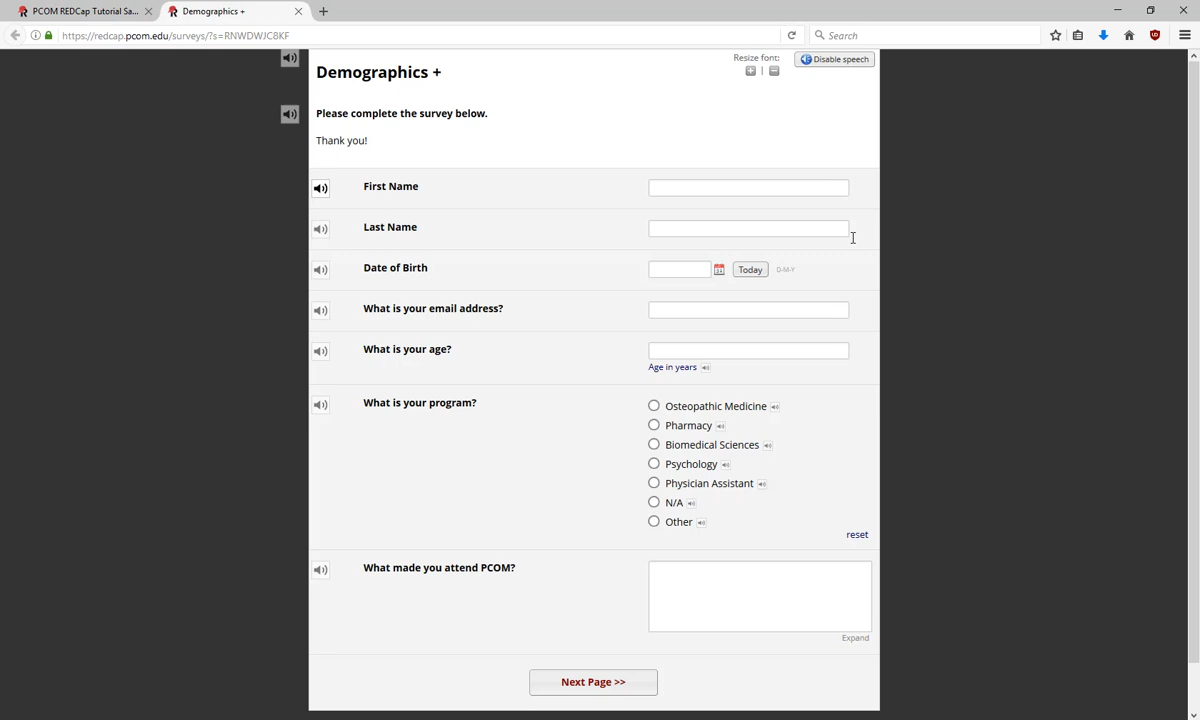 PCOM REDCap Tutorial Sa...
Demographics +
https://redcap.pcom.edu/surveys/?s=RNWDWJC8KF
Search
Demographics +
Resize font:
Disable speech
Please complete the survey below.
Thank you!
First Name
Last Name
Date of Birth
31
Today
D-M-Y
What is your email address?
What is your age?
Age in years
What is your program?
Osteopathic Medicine
Pharmacy
Biomedical Sciences
Psychology
Physician Assistant
N/A
Other
reset
What made you attend PCOM?
Expand
Next Page >>